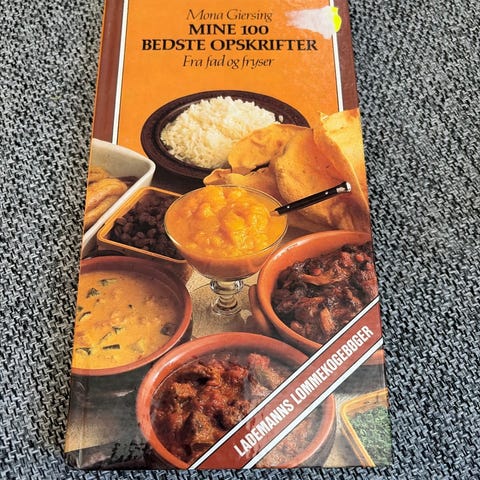 Mona Giersing
MINE 100
BEDSTE OPSKRIFTER
Fra fad og fryser
LADEMANNS LOMMEKOGEBØGER